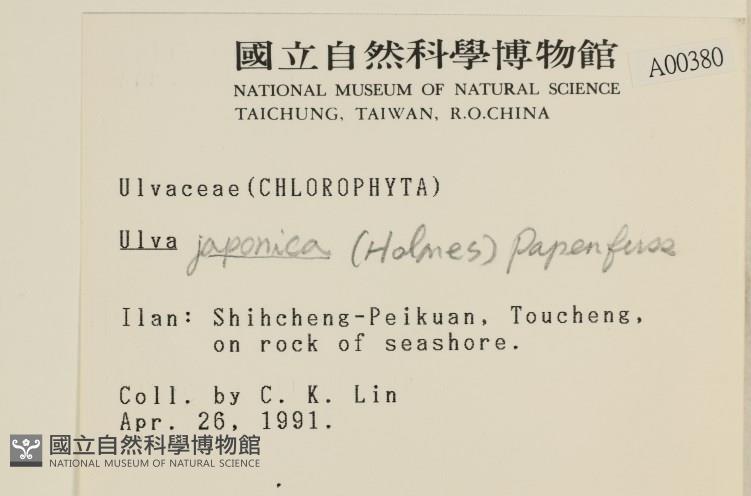 國立自然科學博物館
A00380
NATIONAL MUSEUM OF NATURAL SCIENCE
TAICHUNG, TAIWAN, R.O.CHINA
Ulvaceae(CHLOROPHYTA)
Ulva japonica (Holmes) Papenfuss
Ilan: Shihcheng-Peikuan, Toucheng,
on rock of seashore.
Coll. by C. K. Lin
Apr. 26, 1991.
國立自然科學博物館
NATIONAL MUSEUM OF NATURAL SCIENCE